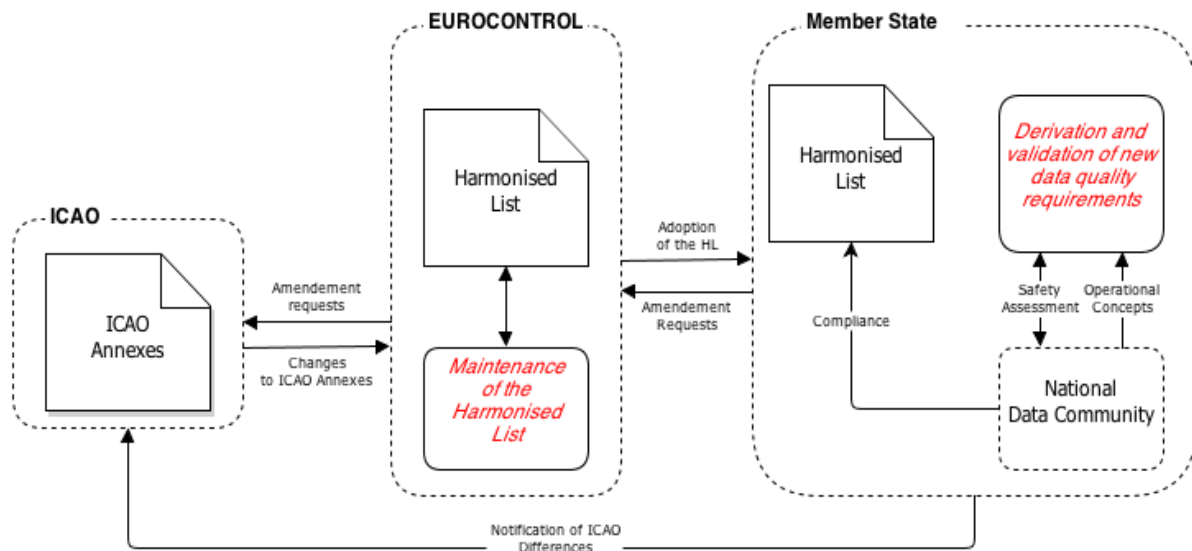 EUROCONTROL
Member State
Harmonised
List
Harmonised
List
Derivation and
validation of new
data quality
requirements
ICAO
ICAO
Annexes
Amendement
requests
Changes
to ICAO Annexes
Adoption
of the HL
Amendement
Requests
Compliance
Safety
Assessment
Operational
Concepts
Maintenance
of the
Harmonised
List
National
Data Community
Notification of ICAO
Differences